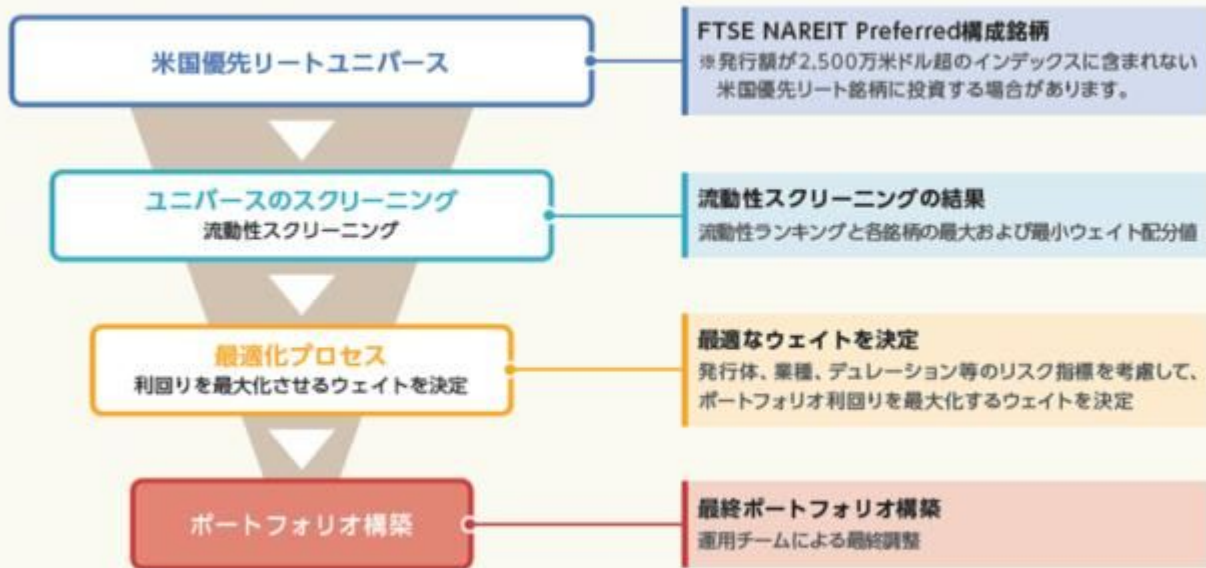 米国優先リートユニバース
FTSE NAREIT Preferred構成銘柄
※発行額が2,500万米ドル超のインデックスに含まれない
米国優先リート銘柄に投資する場合があります。
ユニバースのスクリーニング
流動性スクリーニング
流動性スクリーニングの結果
流動性ランキングと各銘柄の最大および最小ウェイト配分値
最適化プロセス
利回りを最大化させるウェイトを決定
最適なウェイトを決定
発行体、業種、デュレーション等のリスク指標を考慮して、
ポートフォリオ利回りを最大化するウェイトを決定
ポートフォリオ構築
最終ポートフォリオ構築
運用チームによる最終調整